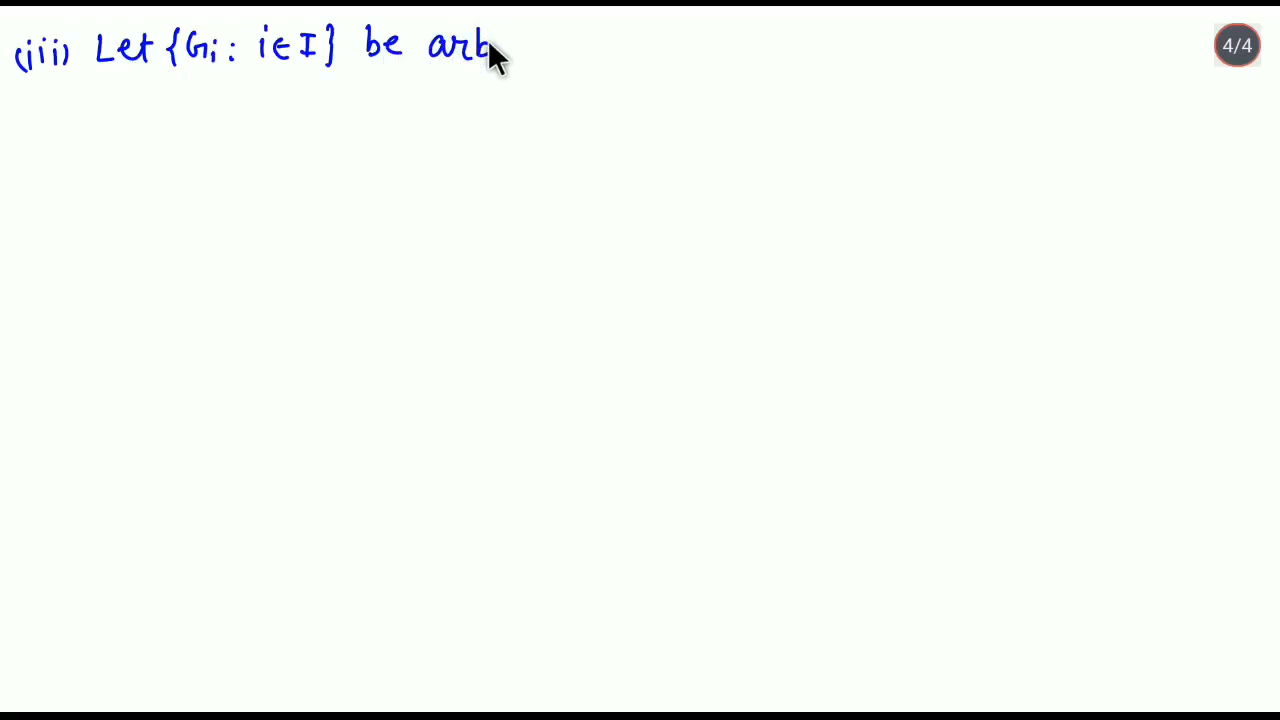 (iii) Let {Gi : i ∈ I} be arb
4/4